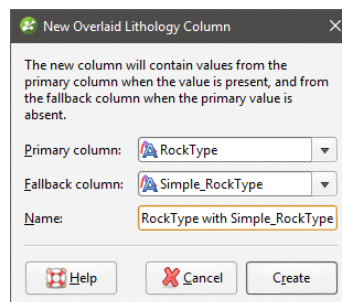 New Overlaid Lithology Column
The new column will contain values from the
primary column when the value is present, and from
the fallback column when the primary value is
absent.
Primary column: RockType
Fallback column: Simple_RockType
Name: RockType with Simple_RockType
Help Cancel Create